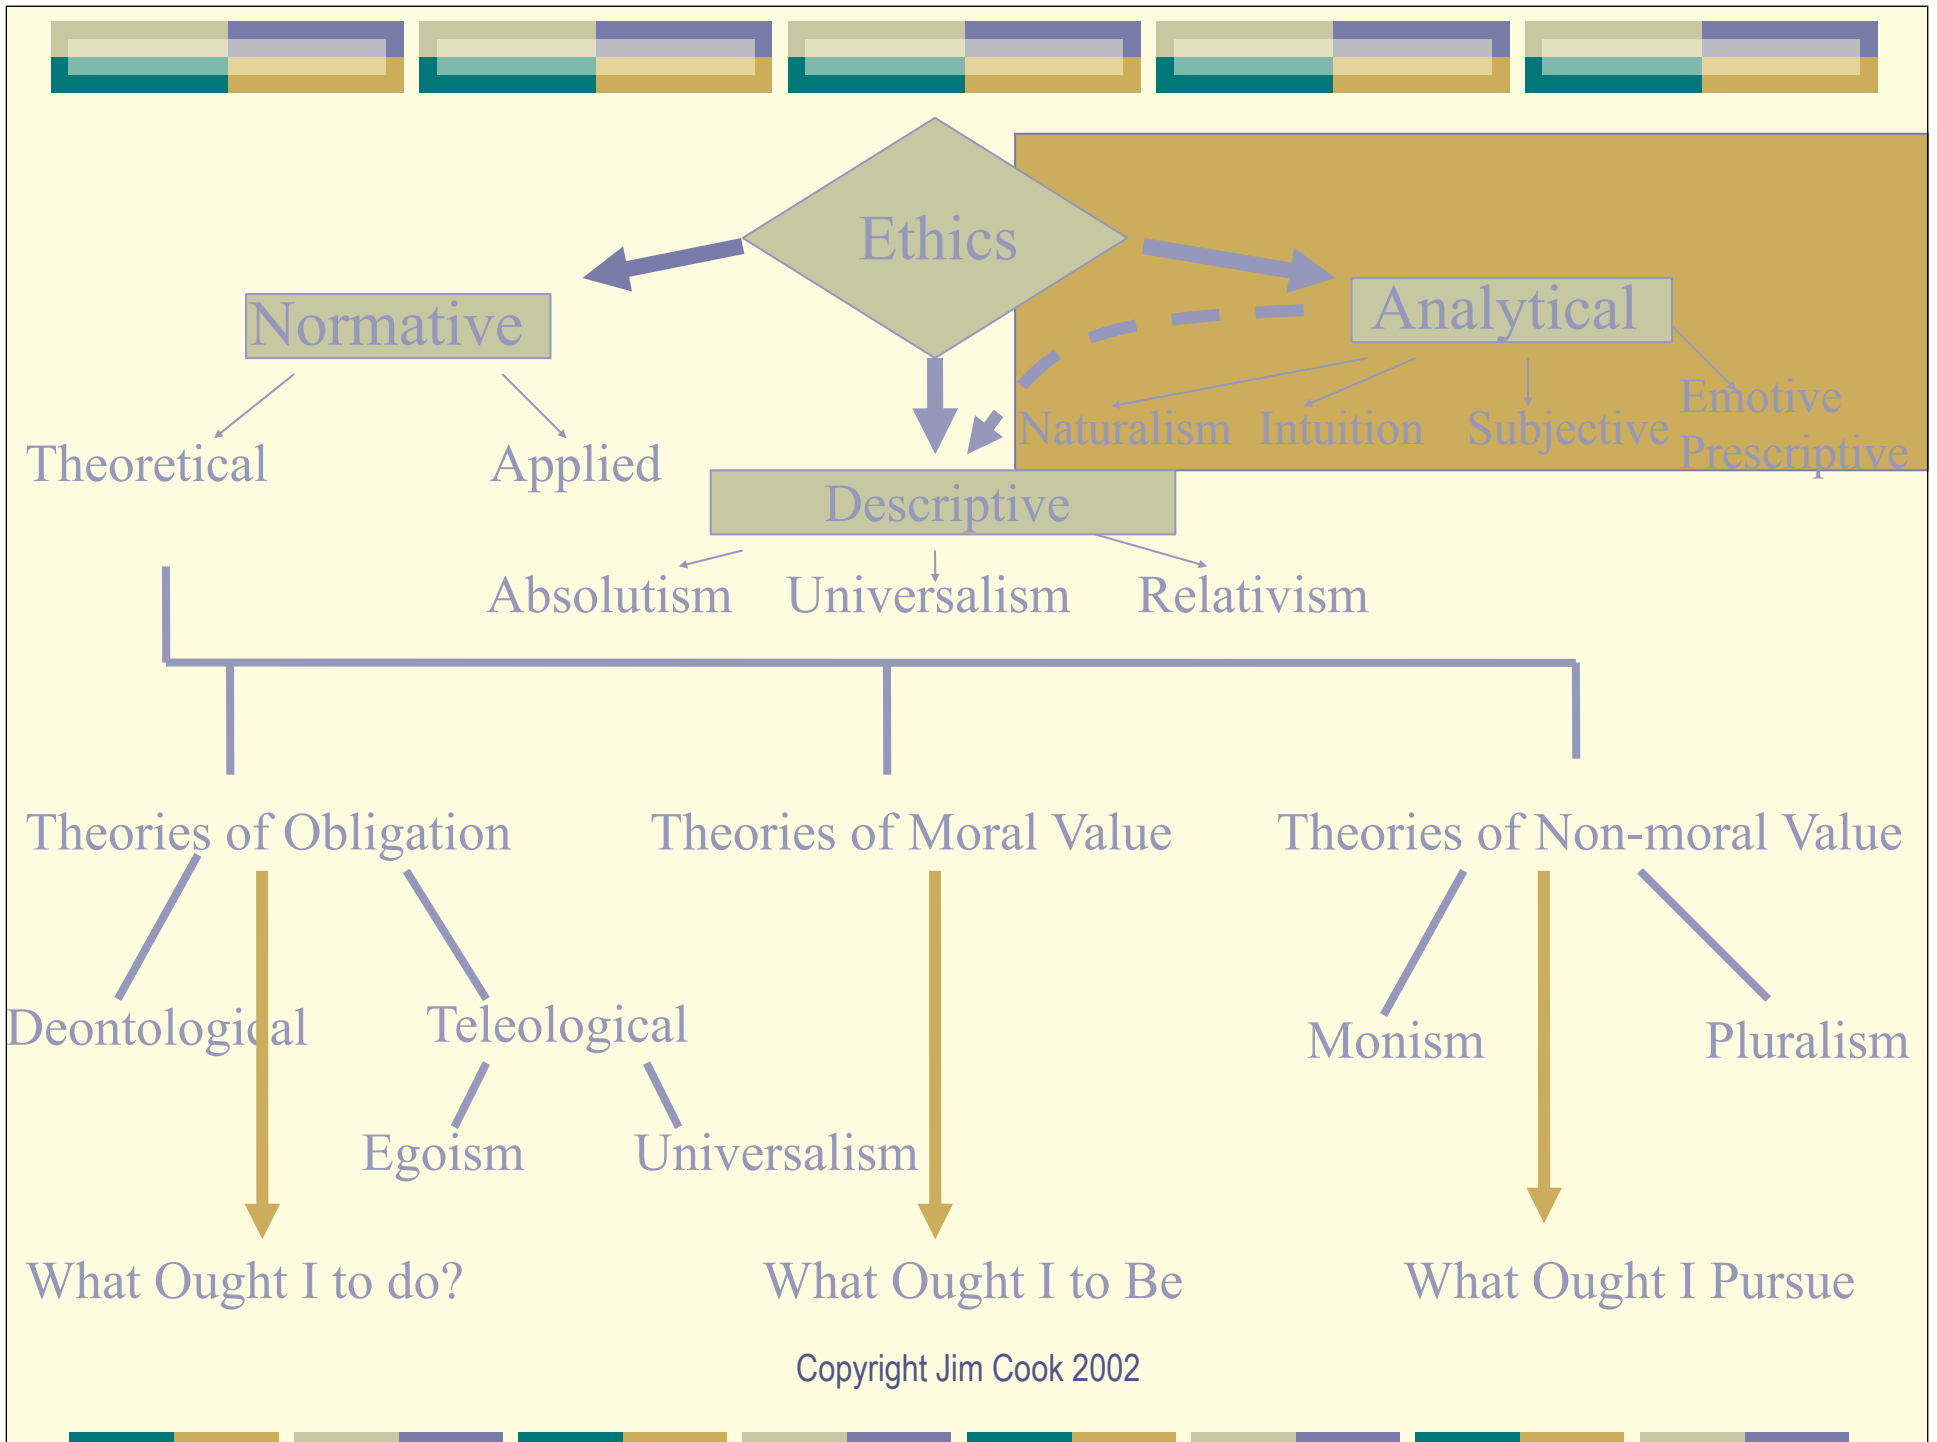 Ethics
Normative
Analytical
Theoretical
Applied
Naturalism
Intuition
Subjective
Emotive
Prescriptive
Descriptive
Absolutism
Universalism
Relativism
Theories of Obligation
Theories of Moral Value
Theories of Non-moral Value
Deontological
Teleological
Monism
Pluralism
Egoism
Universalism
What Ought I to do?
What Ought I to Be
What Ought I Pursue
Copyright Jim Cook 2002